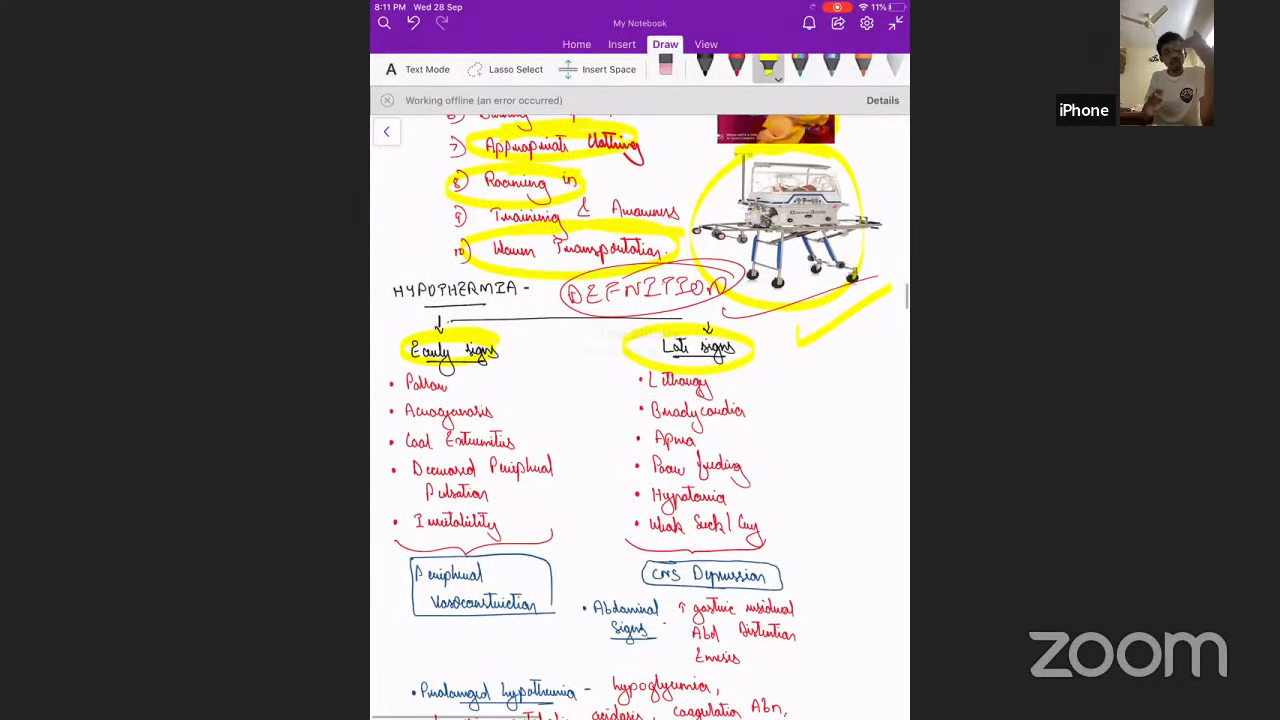 8:11 PM Wed 28 Sep
11%
My Notebook
Home Insert Draw View
A Text Mode Lasso Select Insert Space
Working offline (an error occurred) Details
iPhone
7) Appropriate Clothing
8) Rooming in
9) Training & Awareness
10) Warm Transportation.
HYPOTHERMIA - DEFNITION
Early signs
• Pallor
• Acrocyanosis
• Cool Extremities
• Decreased Peripheral
Pulsation
• Irritability
Peripheral
Vasoconstriction
Late signs
• Lethargy
• Bradycardia
• Apnea
• Poor feeding
• Hypotonia
• Weak Suck / Cry
CNS Depression
• Abdominal ↑ gastric residual
Signs - Abd Distention
Emesis
• Prolonged hypothermia - hypoglycemia,
acidosis, coagulation Abn,
zoom